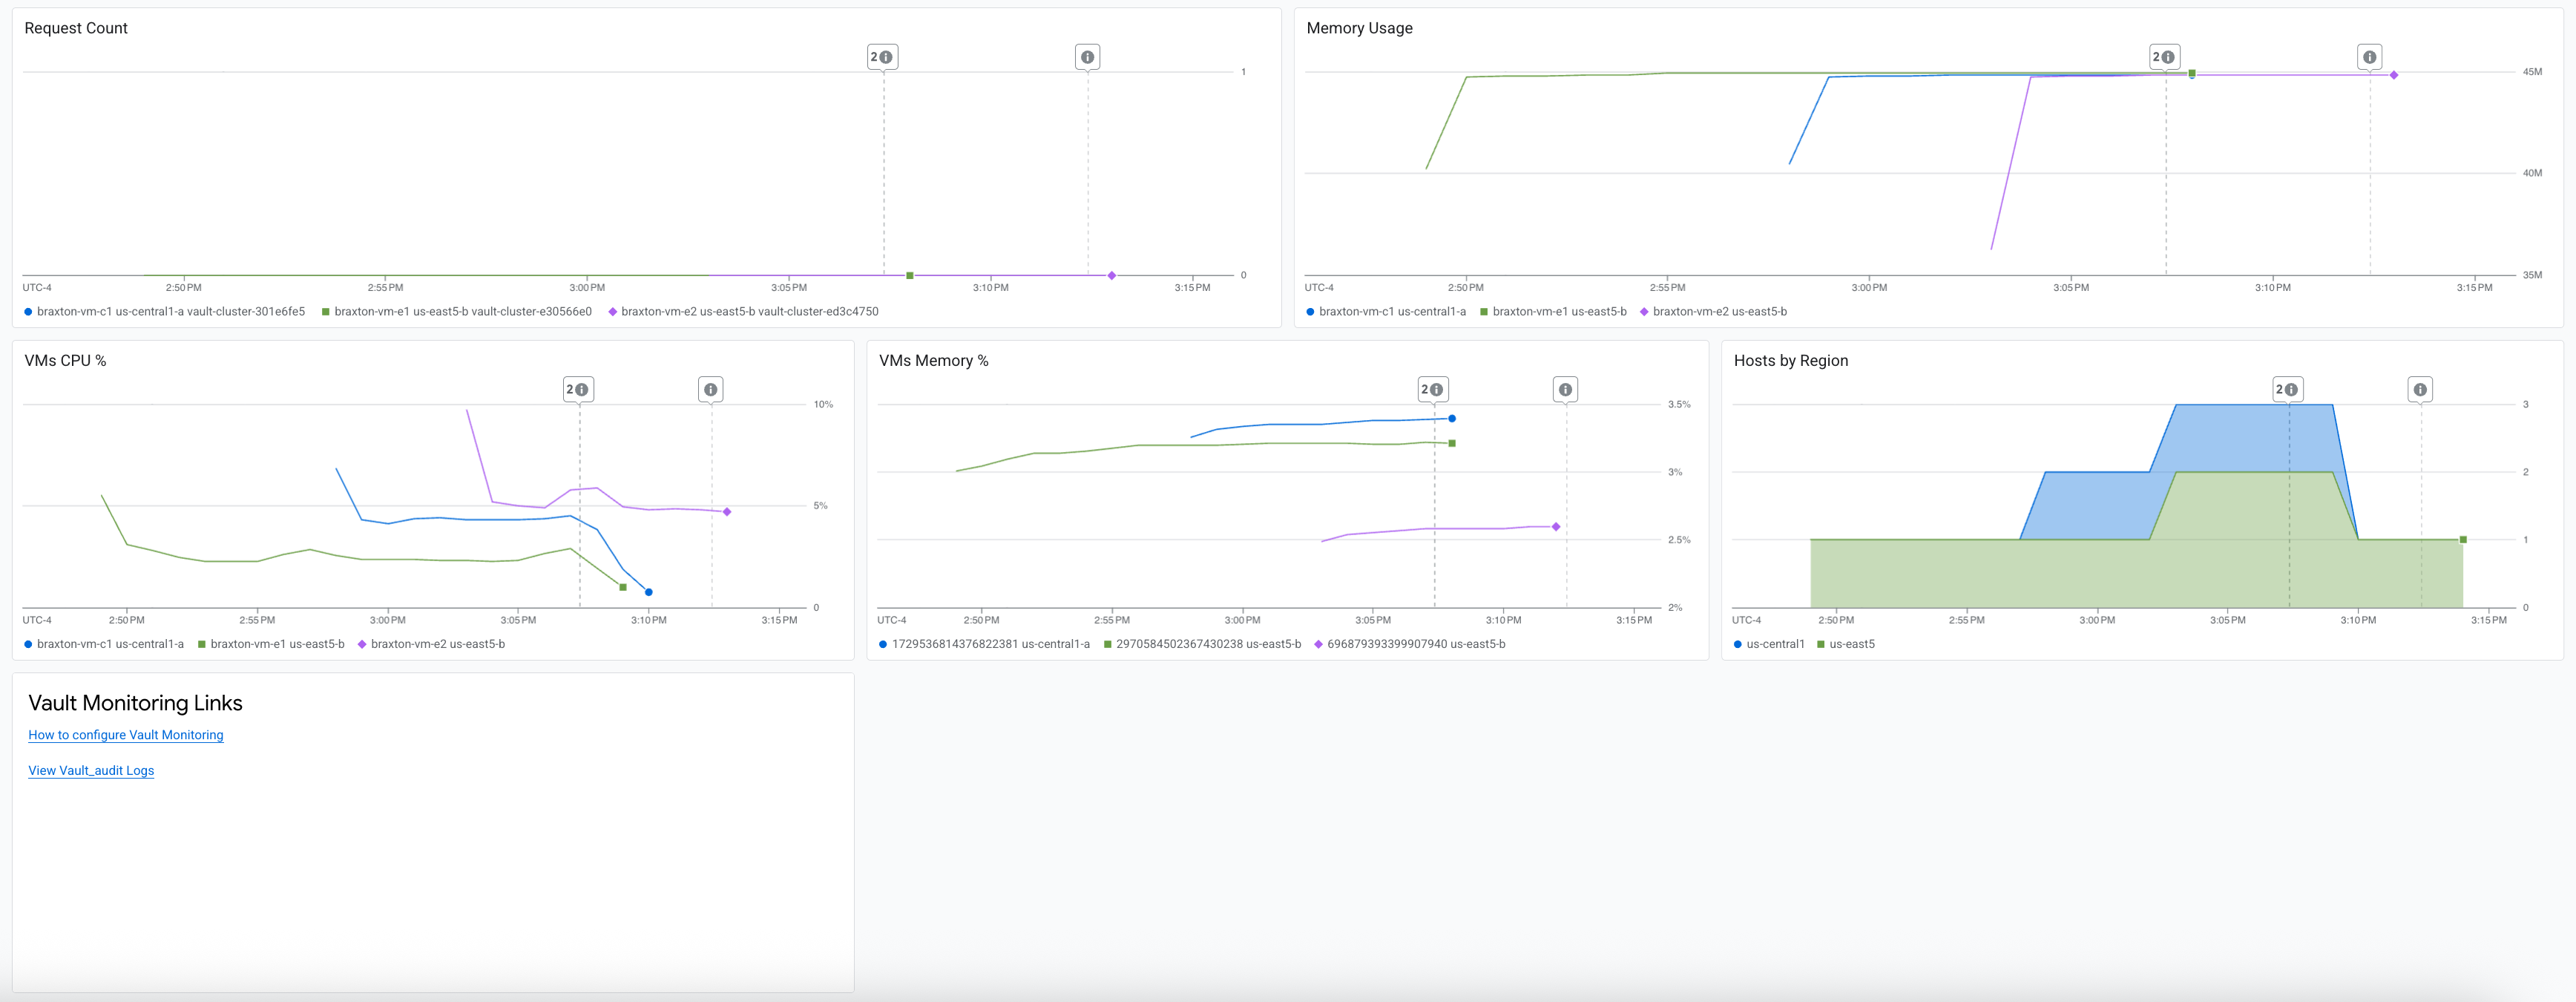 Request Count
2
1
0
UTC-4 2:50 PM 2:55 PM 3:00 PM 3:05 PM 3:10 PM 3:15 PM
braxton-vm-c1 us-central1-a vault-cluster-301e6fe5 braxton-vm-e1 us-east5-b vault-cluster-e30566e0 braxton-vm-e2 us-east5-b vault-cluster-ed3c4750
Memory Usage
2
45M
40M
35M
UTC-4 2:50 PM 2:55 PM 3:00 PM 3:05 PM 3:10 PM 3:15 PM
braxton-vm-c1 us-central1-a braxton-vm-e1 us-east5-b braxton-vm-e2 us-east5-b
VMs CPU %
2
10%
5%
0
UTC-4 2:50 PM 2:55 PM 3:00 PM 3:05 PM 3:10 PM 3:15 PM
braxton-vm-c1 us-central1-a braxton-vm-e1 us-east5-b braxton-vm-e2 us-east5-b
VMs Memory %
2
3.5%
3%
2.5%
2%
UTC-4 2:50 PM 2:55 PM 3:00 PM 3:05 PM 3:10 PM 3:15 PM
1729536814376822381 us-central1-a 2970584502367430238 us-east5-b 696879393399907940 us-east5-b
Hosts by Region
2
3
2
1
0
UTC-4 2:50 PM 2:55 PM 3:00 PM 3:05 PM 3:10 PM 3:15 PM
us-central1 us-east5
Vault Monitoring Links
How to configure Vault Monitoring
View Vault_audit Logs